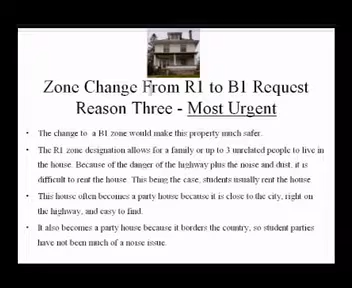 Zone Change From R1 to B1 Request
Reason Three - Most Urgent
• The change to a B1 zone would make this property much safer.
• The R1 zone designation allows for a family or up to 3 unrelated people to live in
the house. Because of the danger of the highway plus the noise and dust, it is
difficult to rent the house. This being the case, students usually rent the house
• This house often becomes a party house because it is close to the city, right on
the highway, and easy to find.
• It also becomes a party house because it borders the country, so student parties
have not been much of a noise issue.